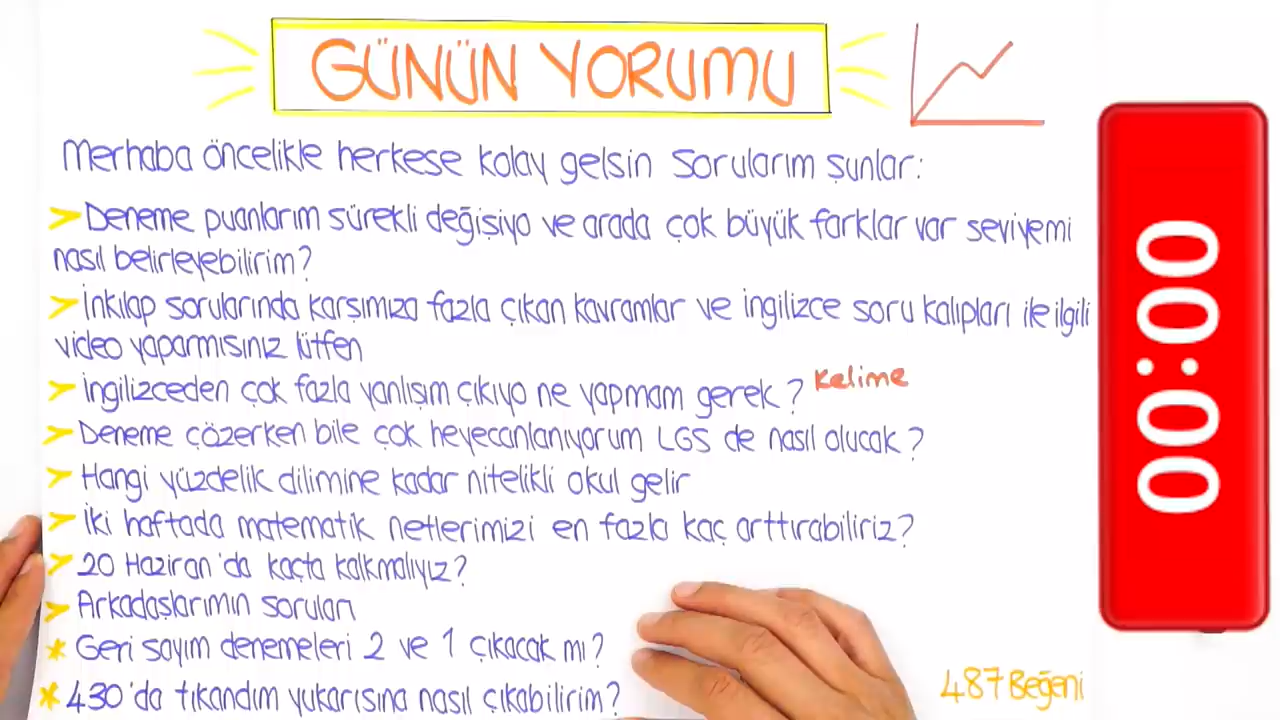 GÜNÜN YORUMU
Merhaba öncelikle herkese kolay gelsin Sorularım şunlar:
➤ Deneme puanlarım sürekli değişiyo ve arada çok büyük farklar var seviyemi
nasıl belirleyebilirim?
➤ İnkılap sorularında karşımıza fazla çıkan kavramlar ve ingilizce soru kalıpları ile ilgili
video yaparmısınız lütfen
➤ İngilizceden çok fazla yanlışım çıkıyo ne yapmam gerek? Kelime
➤ Deneme çözerken bile çok heyecanlanıyorum LGS de nasıl olucak?
➤ Hangi yüzdelik dilimine kadar nitelikli okul gelir
➤ İki haftada matematik netlerimizi en fazla kaç arttırabiliriz?
➤ 20 Haziran'da kaçta kalkmalıyız?
➤ Arkadaşlarımın soruları
* Geri sayım denemeleri 2 ve 1 çıkacak mı?
* 430'da tıkandım yukarısına nasıl çıkabilirim?
487 Beğeni
00:00